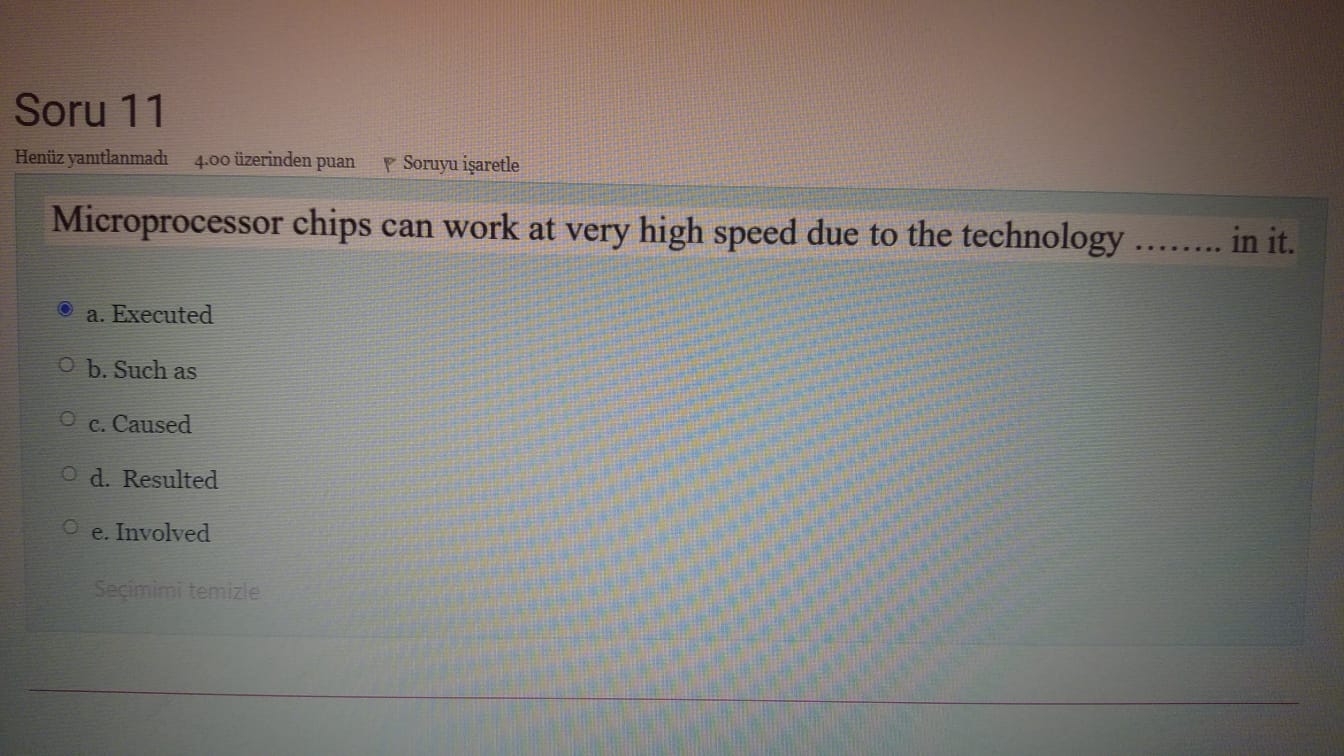 Soru 11
Henüz yanıtlanmadı 4.00 üzerinden puan Soruyu işaretle
Microprocessor chips can work at very high speed due to the technology ........ in it.
a. Executed
b. Such as
c. Caused
d. Resulted
e. Involved
Seçimimi temizle